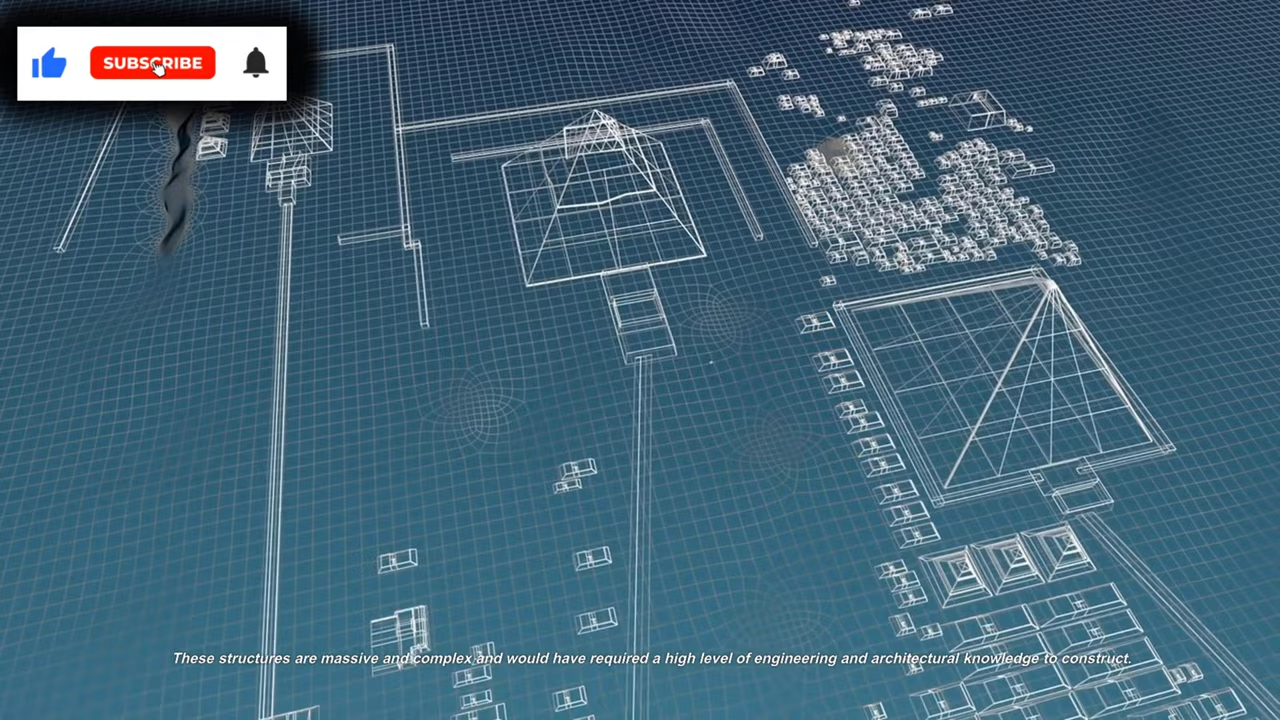 SUBSCRIBE
These structures are massive and complex and would have required a high level of engineering and architectural knowledge to construct.